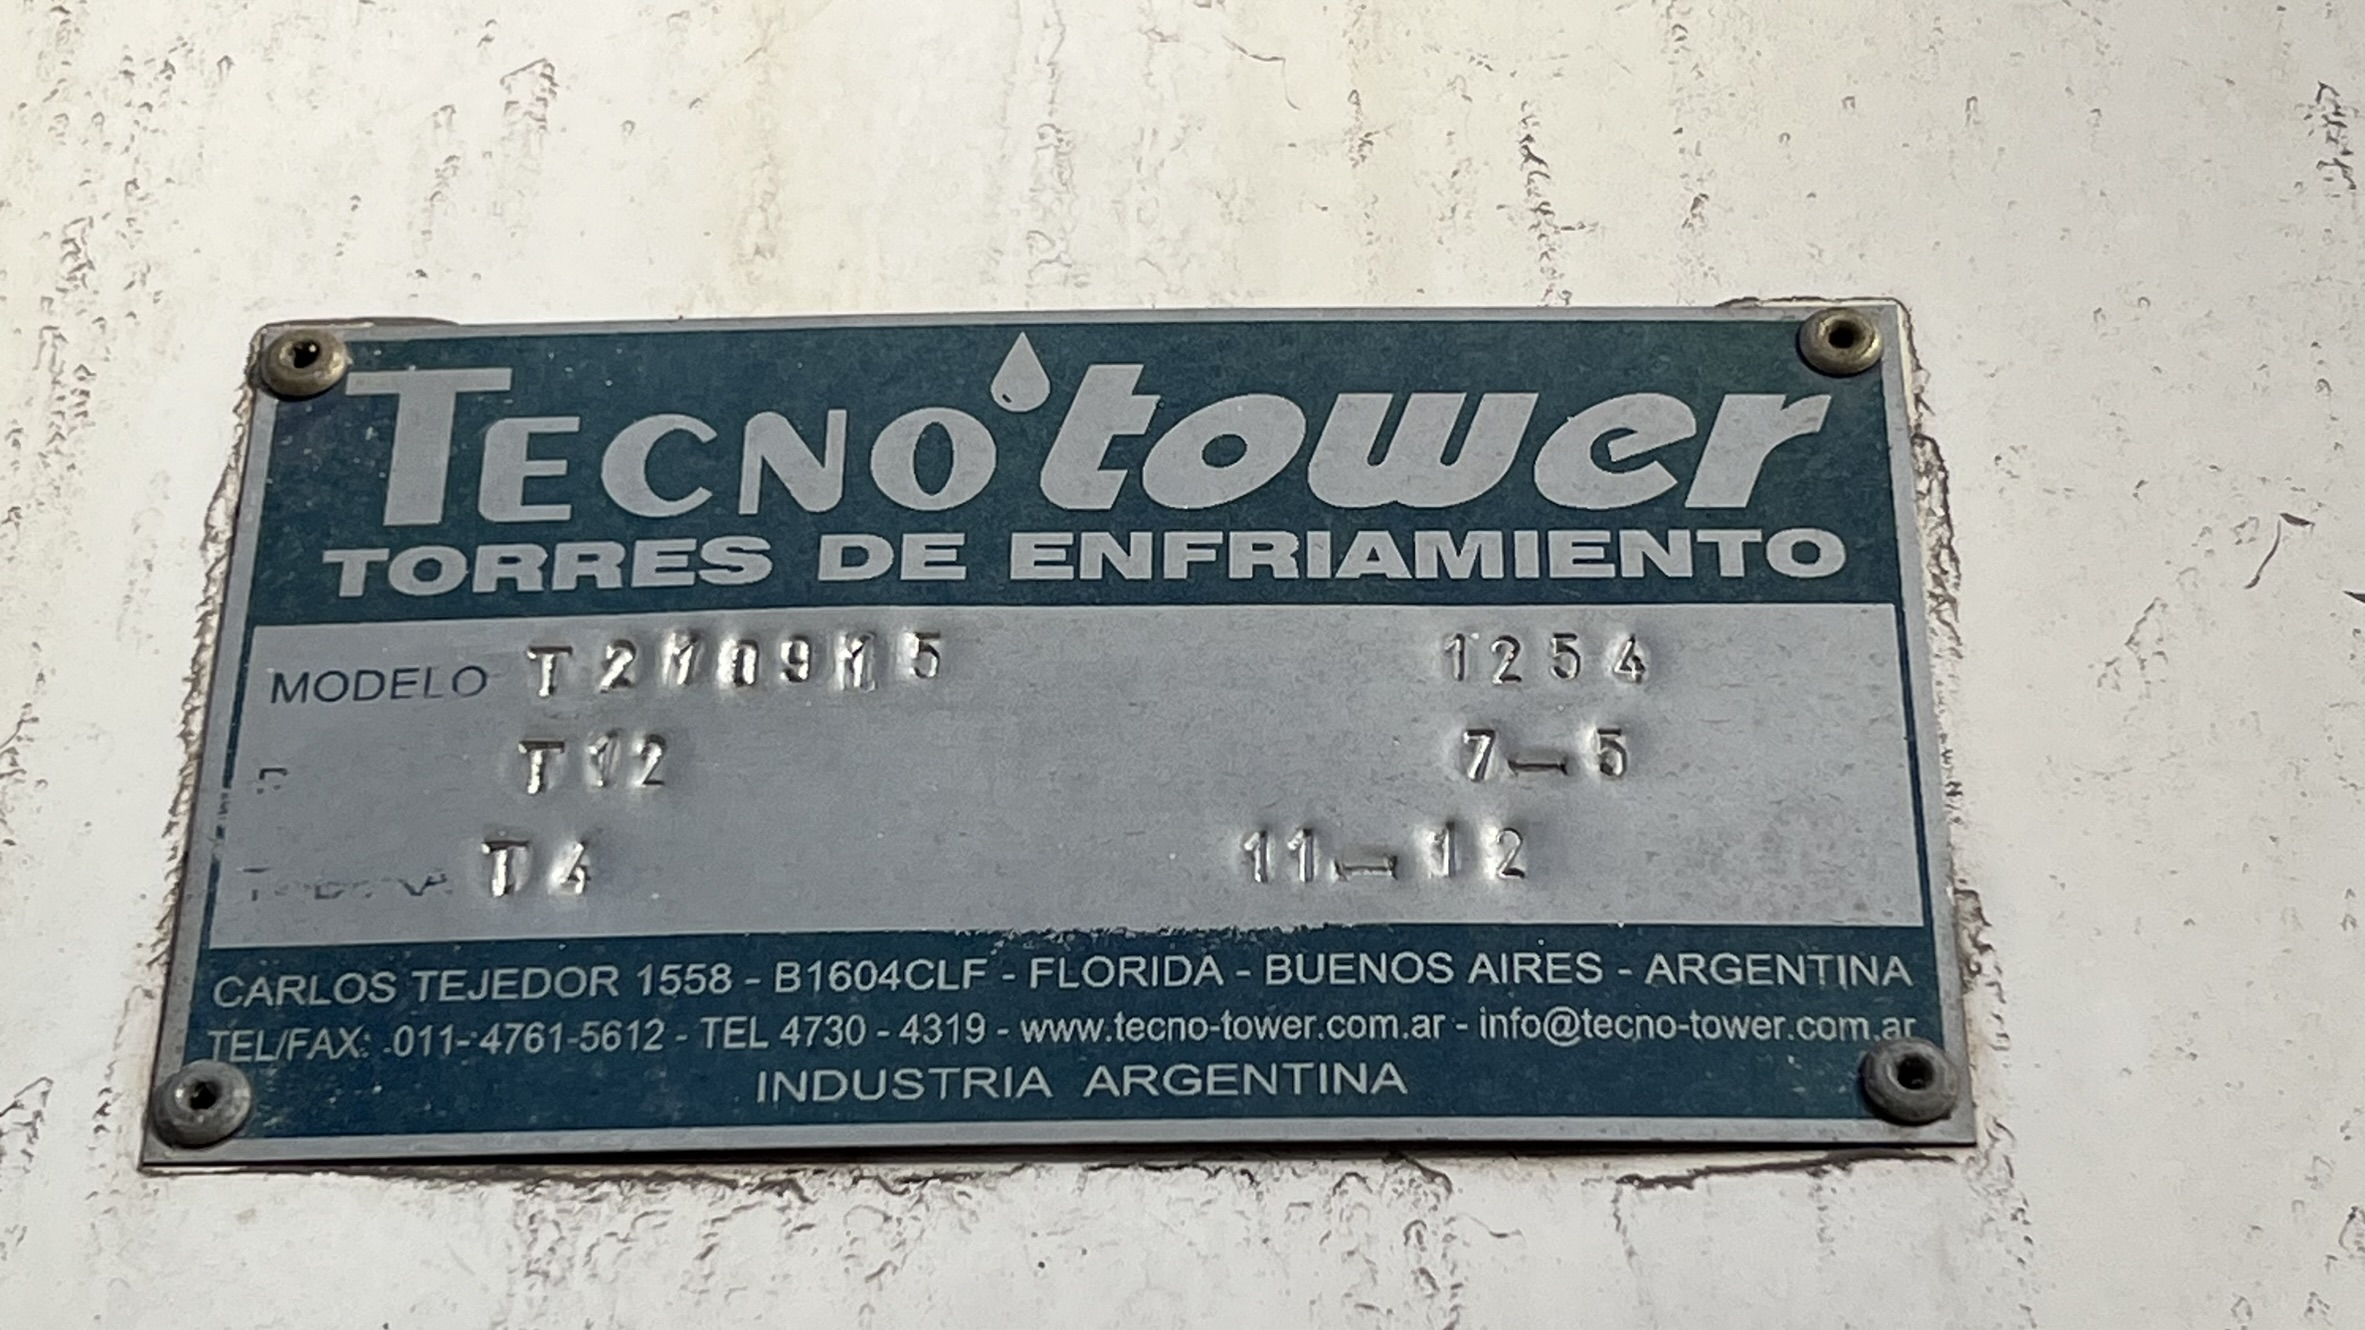 TECNO tower
TORRES DE ENFRIAMIENTO
MODELO T210915 1254
T12 7-5
T4 11-12
CARLOS TEJEDOR 1558 - B1604CLF - FLORIDA - BUENOS AIRES - ARGENTINA
TEL/FAX: 011-4761-5612 - TEL 4730 - 4319 - www.tecno-tower.com.ar - info@tecno-tower.com.ar
INDUSTRIA ARGENTINA